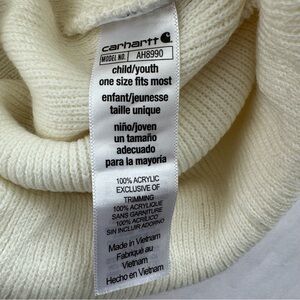 carhartt
MODEL NO. AH8990
child/youth
one size fits most
enfant/jeunesse
taille unique
niño/joven
un tamaño
adecuado
para la mayoría
100% ACRYLIC
EXCLUSIVE OF
TRIMMING
100% ACRYLIQUE
SANS GARNITURE
100% ACRÍLICO
SIN INCLUIR ADORNO
Made in Vietnam
Fabriqué au
Vietnam
Hecho en Vietnam